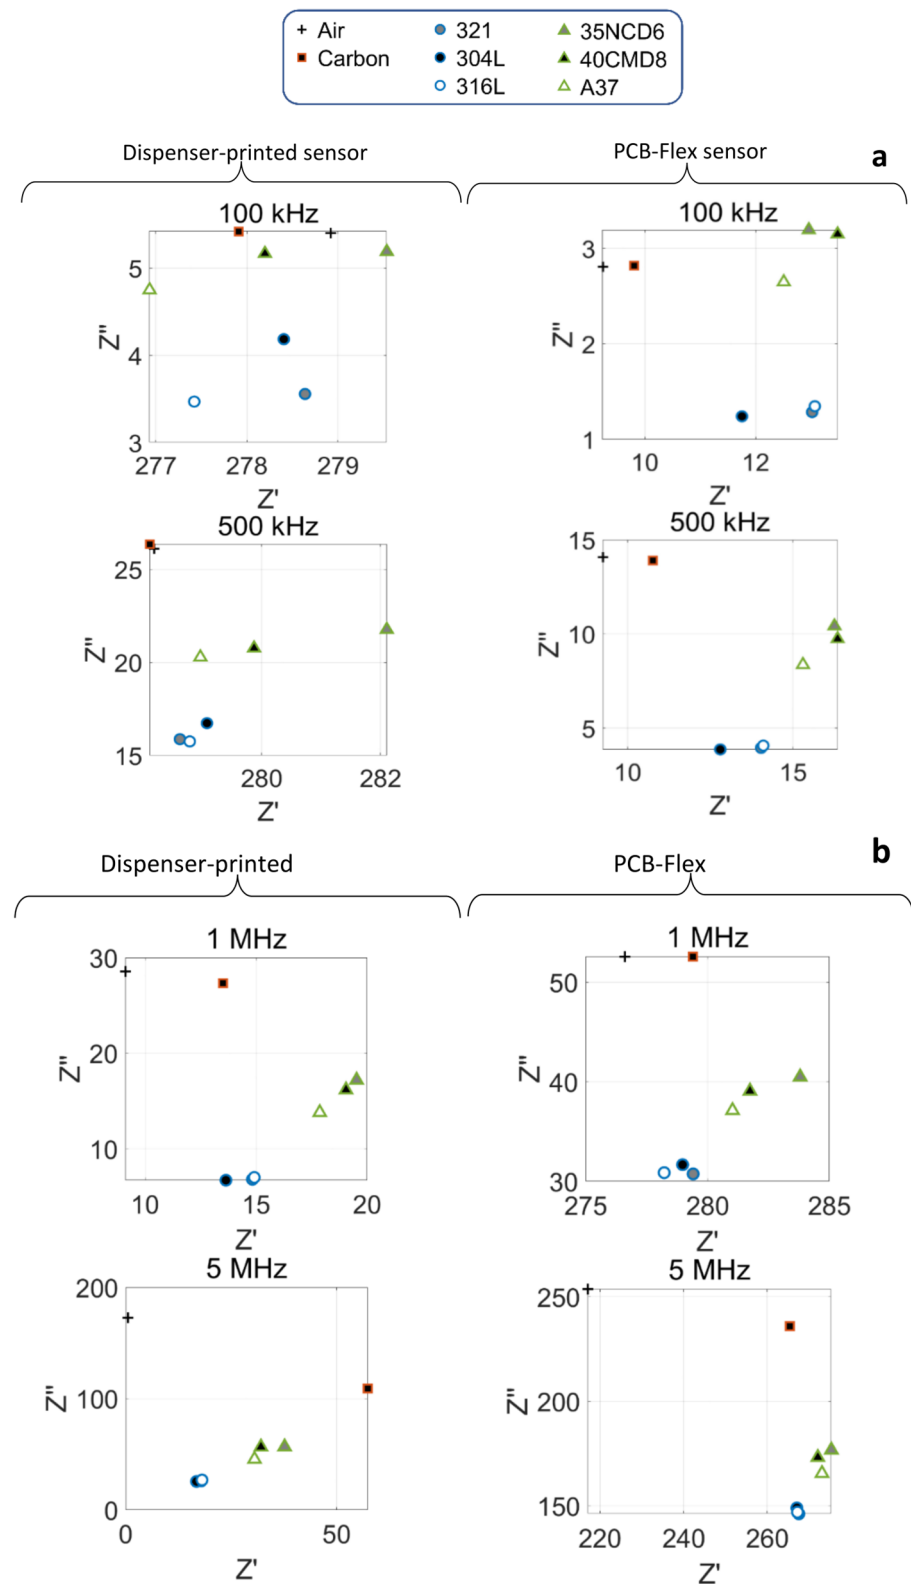 Air 321 35NCD6
Carbon 304L 40CMD8
316L A37
Dispenser-printed sensor PCB-Flex sensor a
100 kHz 100 kHz
5
4
3
Z''
277 278 279
Z'
3
2
1
Z''
10 12
Z'
500 kHz 500 kHz
25
20
15
Z''
280 282
Z'
15
10
5
Z''
10 15
Z'
b
Dispenser-printed PCB-Flex
1 MHz 1 MHz
30
20
10
Z''
10 15 20
Z'
50
40
30
Z''
275 280 285
Z'
5 MHz 5 MHz
200
100
0
Z''
0 50
Z'
250
200
150
Z''
220 240 260
Z'